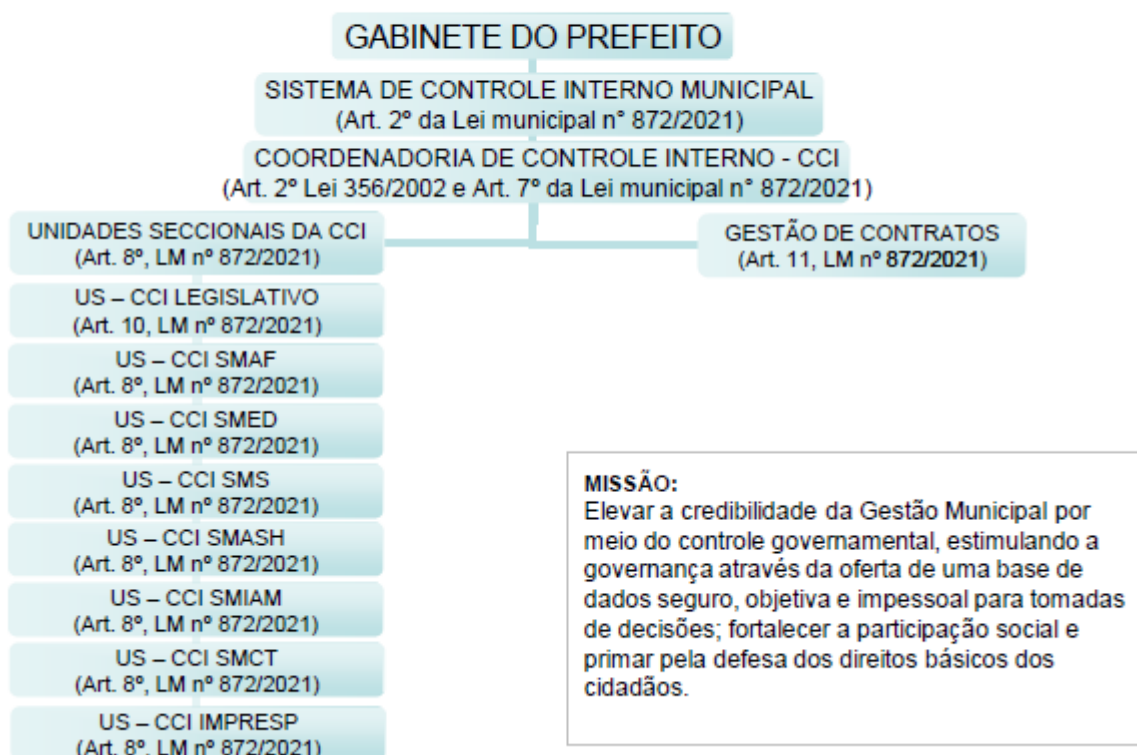 GABINETE DO PREFEITO
SISTEMA DE CONTROLE INTERNO MUNICIPAL
(Art. 2º da Lei municipal n° 872/2021)
COORDENADORIA DE CONTROLE INTERNO - CCI
(Art. 2º Lei 356/2002 e Art. 7º da Lei municipal n° 872/2021)
UNIDADES SECCIONAIS DA CCI
(Art. 8º, LM nº 872/2021)
GESTÃO DE CONTRATOS
(Art. 11, LM nº 872/2021)
US – CCI LEGISLATIVO
(Art. 10, LM nº 872/2021)
US – CCI SMAF
(Art. 8º, LM nº 872/2021)
US – CCI SMED
(Art. 8º, LM nº 872/2021)
US – CCI SMS
(Art. 8º, LM nº 872/2021)
US – CCI SMASH
(Art. 8º, LM nº 872/2021)
US – CCI SMIAM
(Art. 8º, LM nº 872/2021)
US – CCI SMCT
(Art. 8º, LM nº 872/2021)
US – CCI IMPRESP
(Art. 8º, LM nº 872/2021)
MISSÃO:
Elevar a credibilidade da Gestão Municipal por
meio do controle governamental, estimulando a
governança através da oferta de uma base de
dados seguro, objetiva e impessoal para tomadas
de decisões; fortalecer a participação social e
primar pela defesa dos direitos básicos dos
cidadãos.